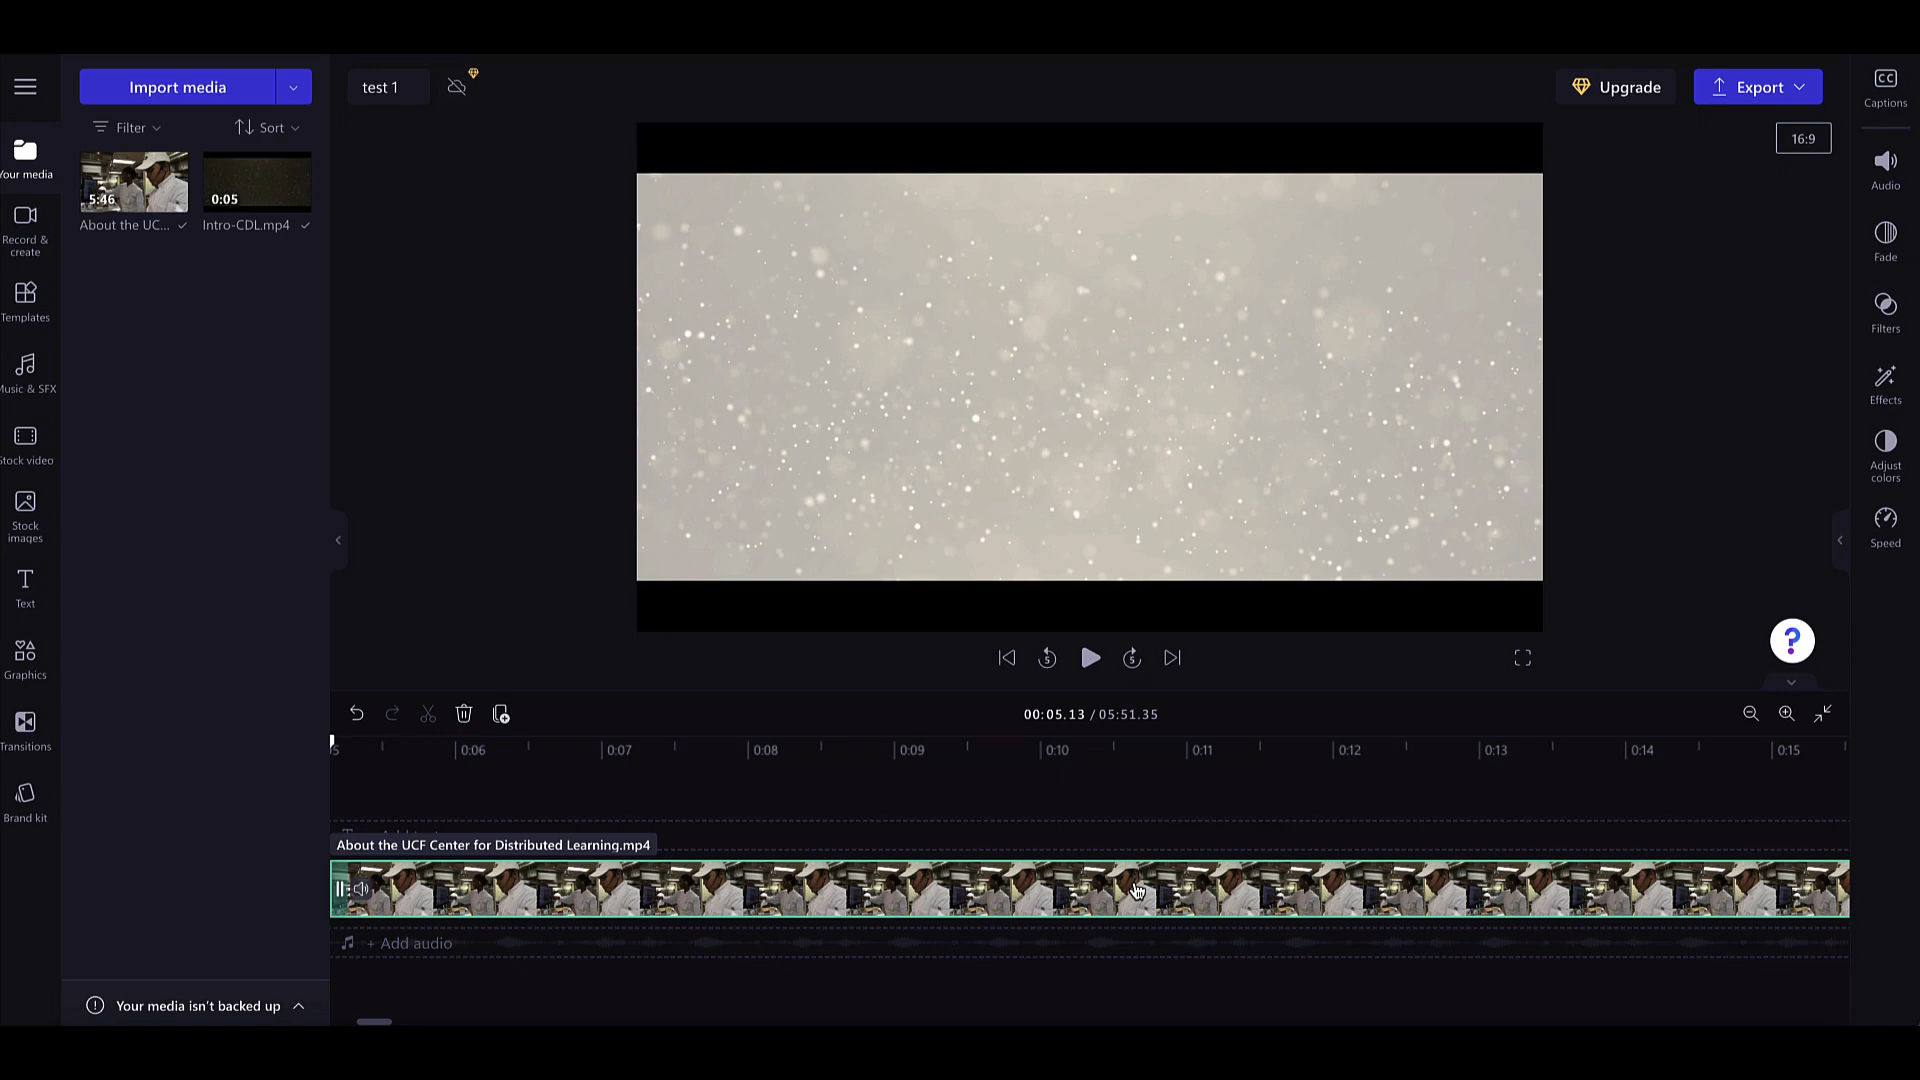 Import media
test 1
Upgrade
Export
Captions
Filter
Sort
16:9
5:46
0:05
About the UC...
Intro-CDL.mp4
Your media
Record &
create
Templates
Music & SFX
Stock video
Stock
images
Text
Graphics
Transitions
Brand kit
Audio
Fade
Filters
Effects
Adjust
colors
Speed
5
5
?
00:05.13 / 05:51.35
5
0:06
0:07
0:08
0:09
0:10
0:11
0:12
0:13
0:14
0:15
About the UCF Center for Distributed Learning.mp4
+ Add audio
Your media isn't backed up